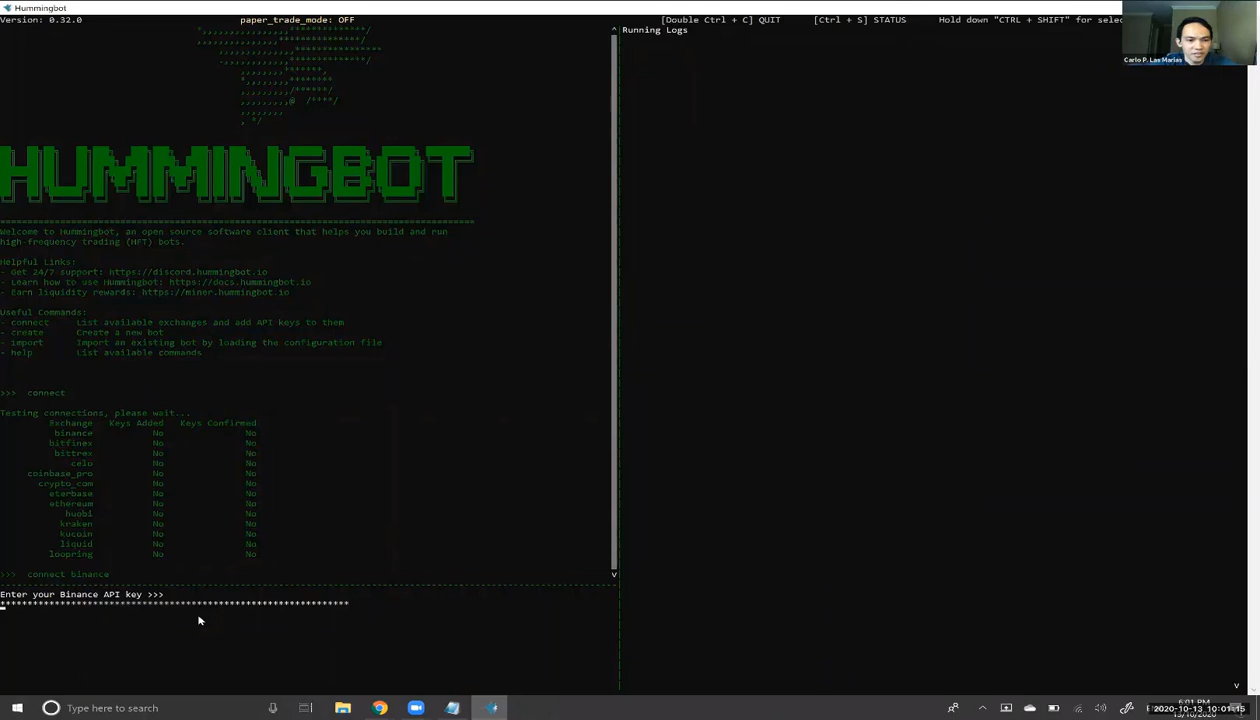 Hummingbot
Version: 0.32.0
paper_trade_mode: OFF
[Double Ctrl + C] QUIT
[Ctrl + S] STATUS
Hold down "CTRL + SHIFT" for selec
Running Logs
Carlo P. Las Marias
HUMMINGBOT
Welcome to Hummingbot, an open source software client that helps you build and run
high-frequency trading (HFT) bots.
Helpful Links:
- Get 24/7 support: https://discord.hummingbot.io
- Learn how to use Hummingbot: https://docs.hummingbot.io
- Earn liquidity rewards: https://miner.hummingbot.io
Useful Commands:
- connect List available exchanges and add API keys to them
- create Create a new bot
- import Import an existing bot by loading the configuration file
- help List available commands
>>> connect
Testing connections, please wait...
Exchange Keys Added Keys Confirmed
binance No No
bitfinex No No
bittrex No No
celo No No
coinbase_pro No No
crypto_com No No
eterbase No No
ethereum No No
huobi No No
kraken No No
kucoin No No
liquid No No
loopring No No
>>> connect binance
Enter your Binance API key >>>
****************************************************************
Type here to search
2020-10-13 10:01:15